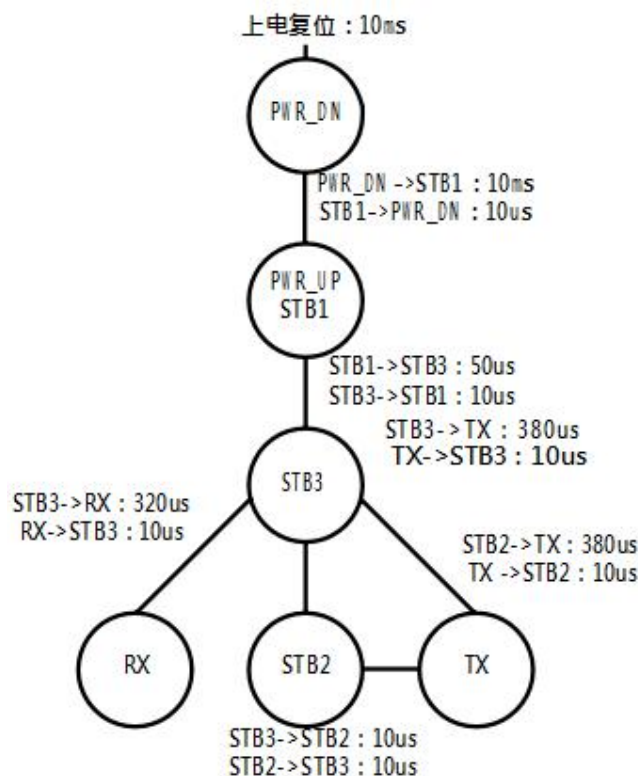 上电复位：10ms
PWR_DN
PWR_DN ->STB1：10ms
STB1->PWR_DN：10us
PWR_UP
STB1
STB1->STB3：50us
STB3->STB1：10us
STB3->TX：380us
TX->STB3：10us
STB3
STB3->RX：320us
RX->STB3：10us
STB2->TX：380us
TX ->STB2：10us
RX
STB2
TX
STB3->STB2：10us
STB2->STB3：10us